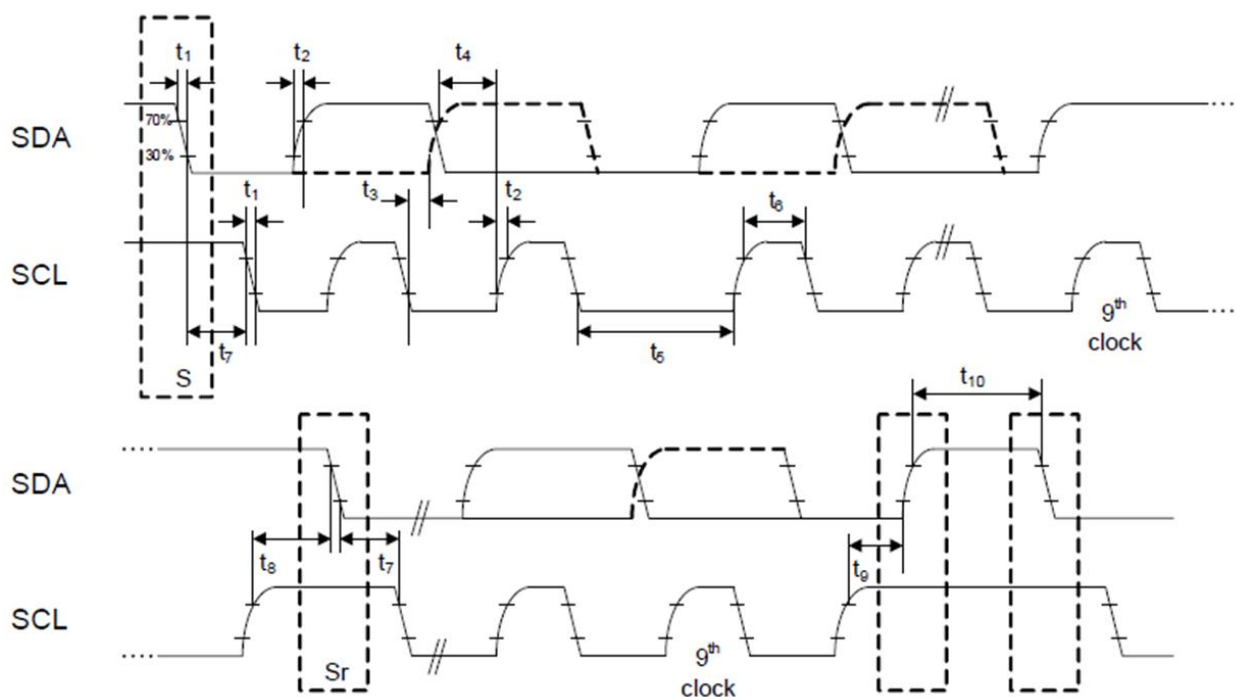 t1 t2 t4
SDA
70%
30%
t1 t3 t2 t6
SCL
t7 t5
9th
clock
S
t10
SDA
t8 t7 t9
SCL
Sr
9th
clock